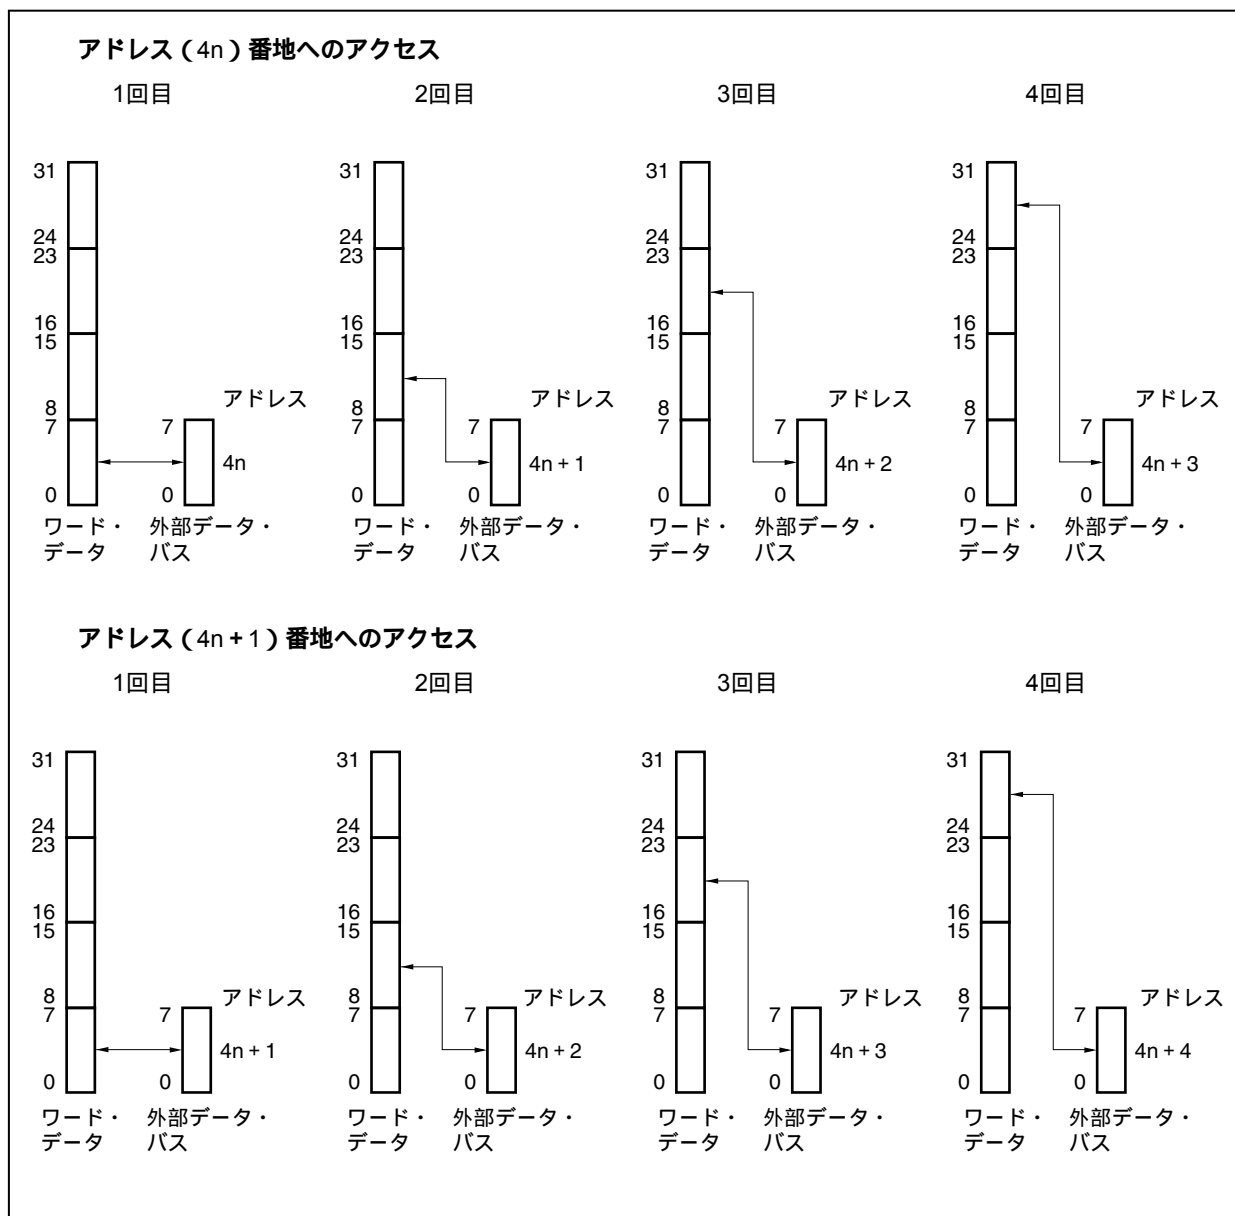 アドレス（4n）番地へのアクセス
1回目 2回目 3回目 4回目
31 31 31 31
24 24 24 24
23 23 23 23
16 16 16 16
15 15 15 15
アドレス アドレス アドレス アドレス
8 8 8 8
7 7 7 7 7 7 7 7
4n 4n + 1 4n + 2 4n + 3
0 0 0 0 0 0 0 0
ワード・ 外部データ・ ワード・ 外部データ・ ワード・ 外部データ・ ワード・ 外部データ・
データ バス データ バス データ バス データ バス
アドレス（4n + 1）番地へのアクセス
1回目 2回目 3回目 4回目
31 31 31 31
24 24 24 24
23 23 23 23
16 16 16 16
15 15 15 15
アドレス アドレス アドレス アドレス
8 8 8 8
7 7 7 7 7 7 7 7
4n + 1 4n + 2 4n + 3 4n + 4
0 0 0 0 0 0 0 0
ワード・ 外部データ・ ワード・ 外部データ・ ワード・ 外部データ・ ワード・ 外部データ・
データ バス データ バス データ バス データ バス